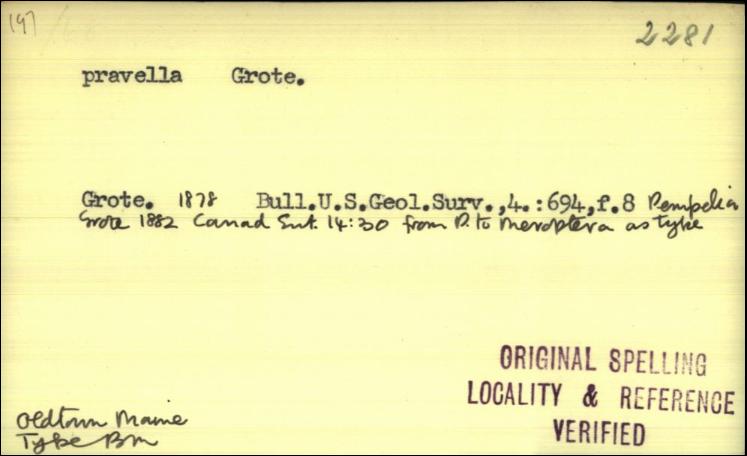 197
2281
pravella Grote.
Grote. 1878 Bull.U.S.Geol.Surv.,4.:694,f.8 Pempelia
Grote 1882 Canad Ent. 14:30 from P. to Meroptera as type
ORIGINAL SPELLING
LOCALITY & REFERENCE
VERIFIED
Oldtown Maine
Type BM